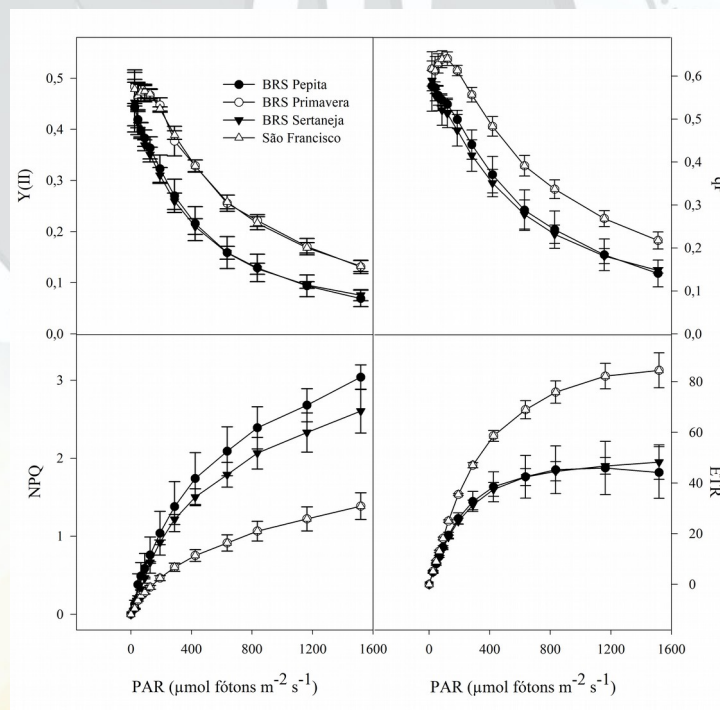 BRS Pepita
BRS Primavera
BRS Sertaneja
São Francisco
Y(II)
0,5
0,4
0,3
0,2
0,1
0,0
0,6
0,5
0,4
0,3
0,2
0,1
0,0
qP
NPQ
3
2
1
0
80
60
40
20
0
ETR
0 400 800 1200 1600
0 400 800 1200 1600
PAR (µmol fótons m-2 s-1)
PAR (µmol fótons m-2 s-1)